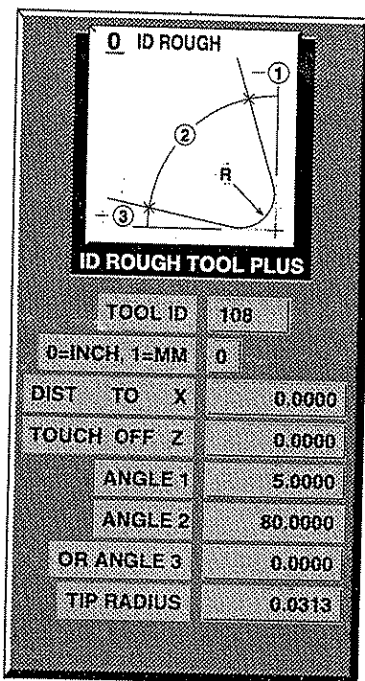 0 ID ROUGH
1
2
R
3
ID ROUGH TOOL PLUS
TOOL ID 108
0=INCH, 1=MM 0
DIST TO X 0.0000
TOUCH OFF Z 0.0000
ANGLE 1 5.0000
ANGLE 2 80.0000
OR ANGLE 3 0.0000
TIP RADIUS 0.0313